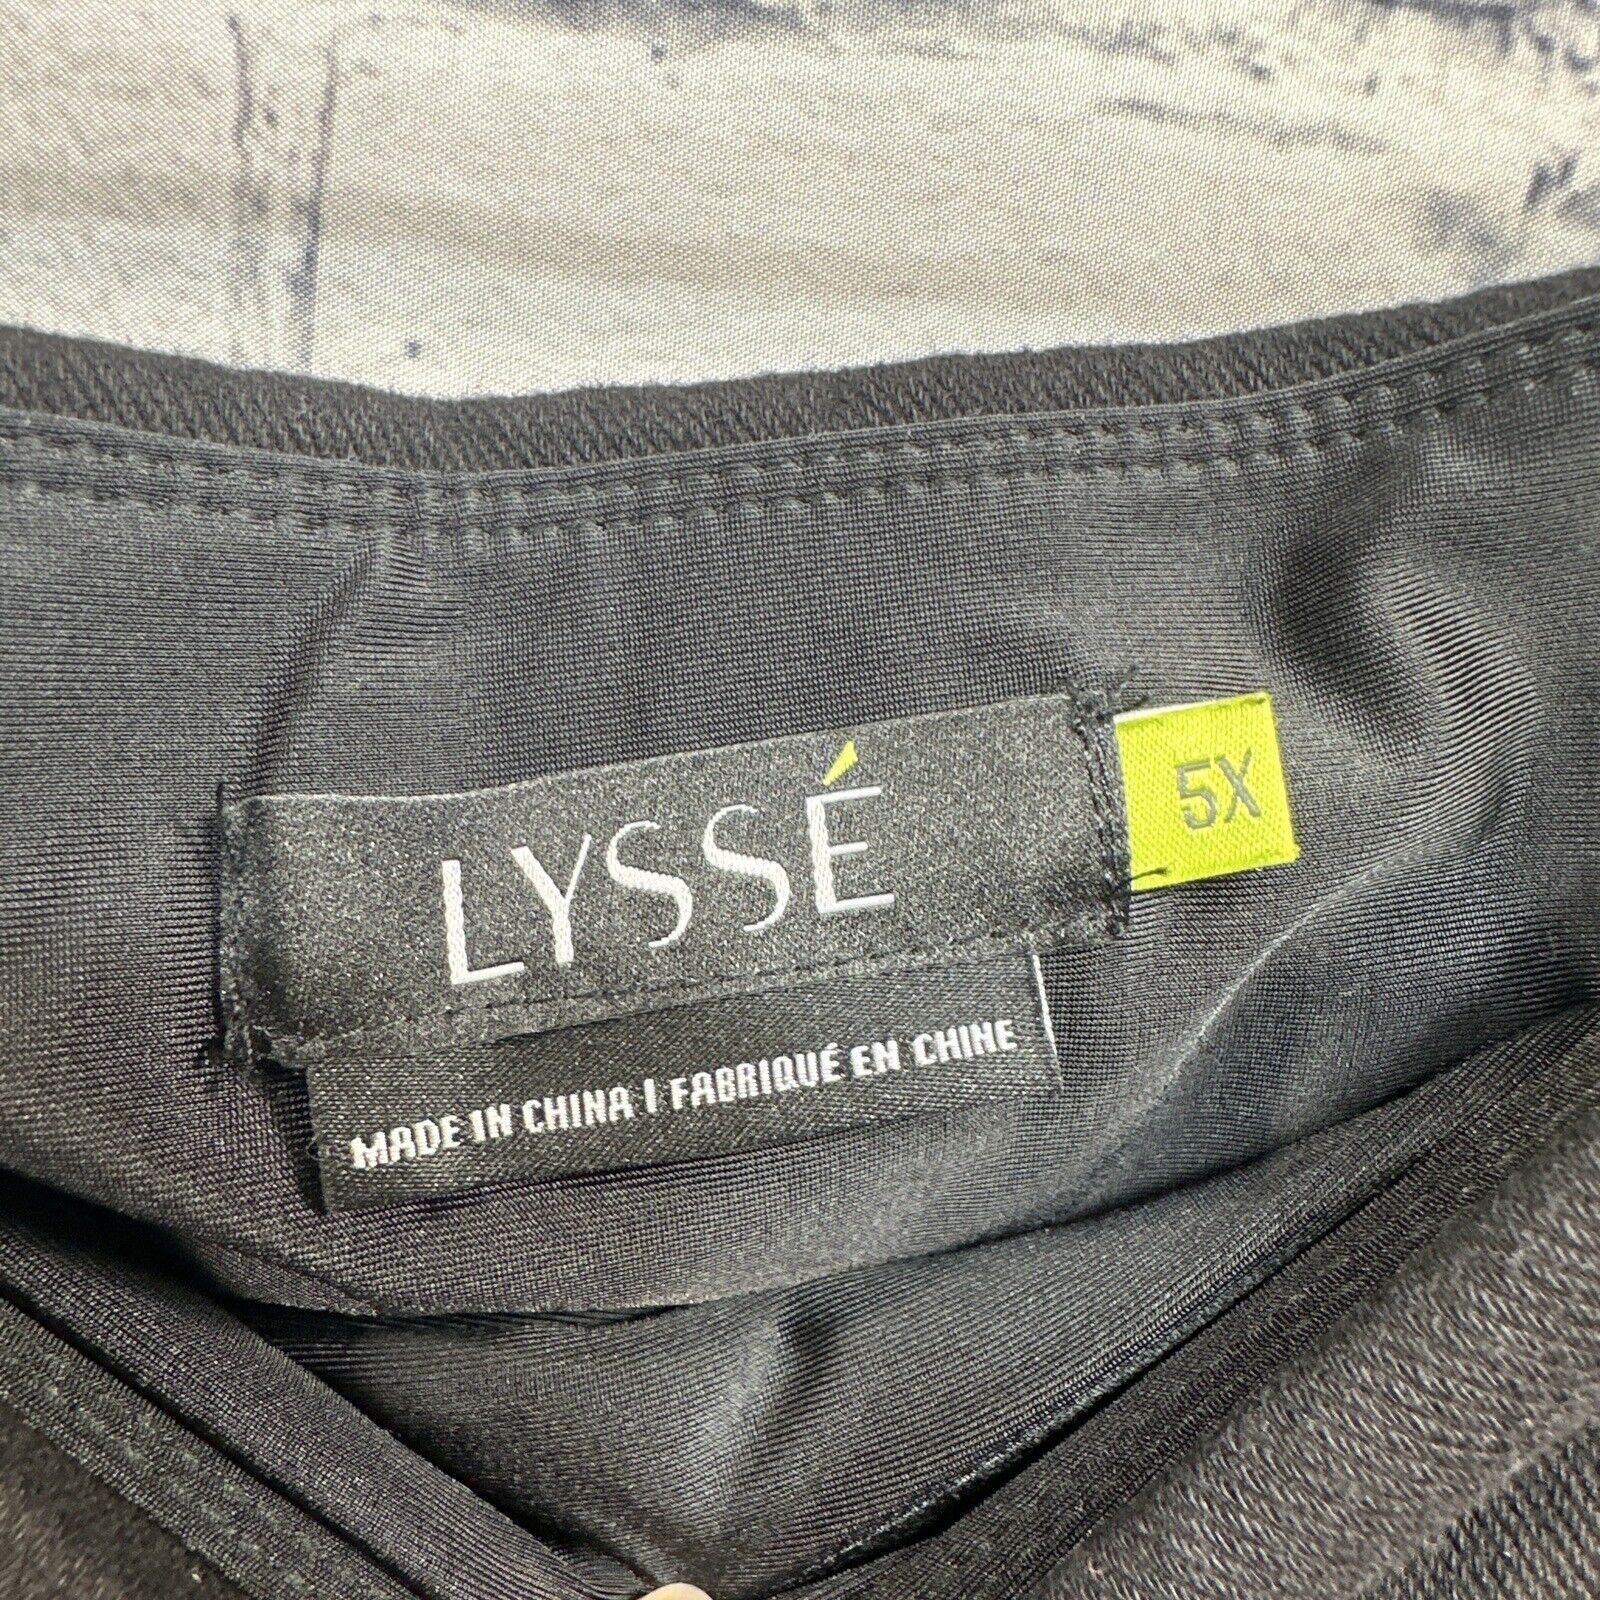 LYSSÉ
5X
MADE IN CHINA | FABRIQUÉ EN CHINE